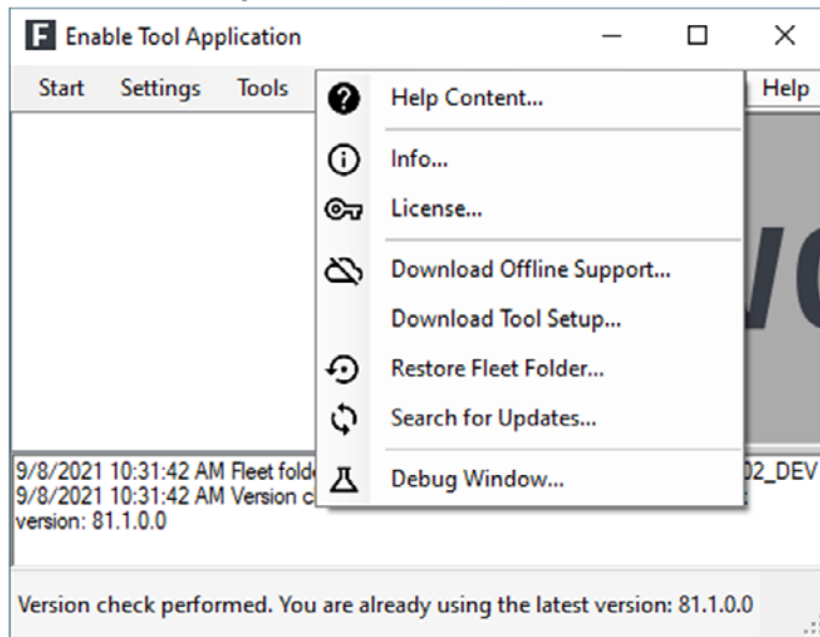 F Enable Tool Application
Start Settings Tools Help
Help Content...
Info...
License...
Download Offline Support...
Download Tool Setup...
Restore Fleet Folder...
Search for Updates...
Debug Window...
9/8/2021 10:31:42 AM Fleet 02_DEV
9/8/2021 10:31:42 AM Version
version: 81.1.0.0
Version check performed. You are already using the latest version: 81.1.0.0